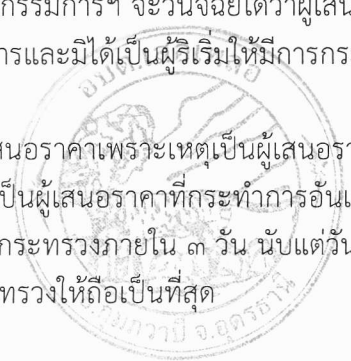 กรรมการฯ จะวินิจฉัยได้ว่าผู้เสน
ารและมิได้เป็นผู้ริเริ่มให้มีการกระ
สนอราคาเพราะเหตุเป็นผู้เสนอรา
เป็นผู้เสนอราคาที่กระทำการอันเ
กระทรวงภายใน ๓ วัน นับแต่วัน
ทรวงให้ถือเป็นที่สุด